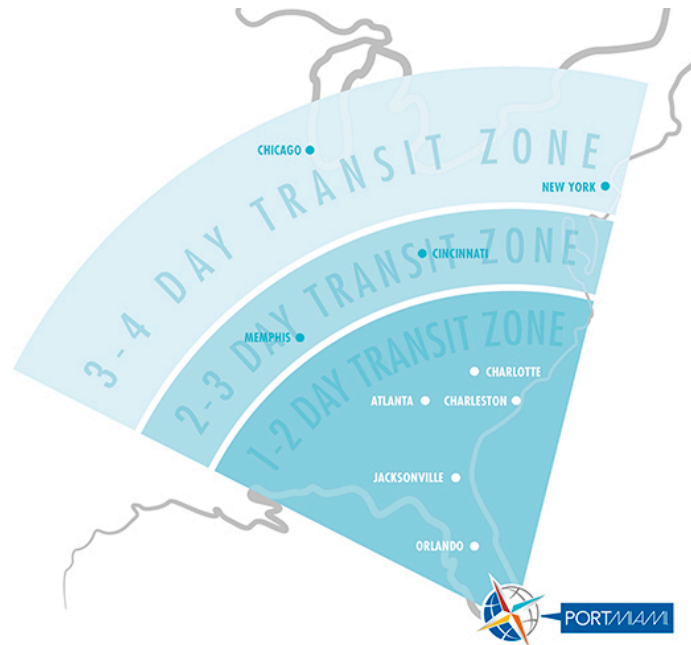 3-4 DAY TRANSIT ZONE
CHICAGO
NEW YORK
2-3 DAY TRANSIT ZONE
CINCINNATI
MEMPHIS
1-2 DAY TRANSIT ZONE
CHARLOTTE
ATLANTA
CHARLESTON
JACKSONVILLE
ORLANDO
PORTMIAMI